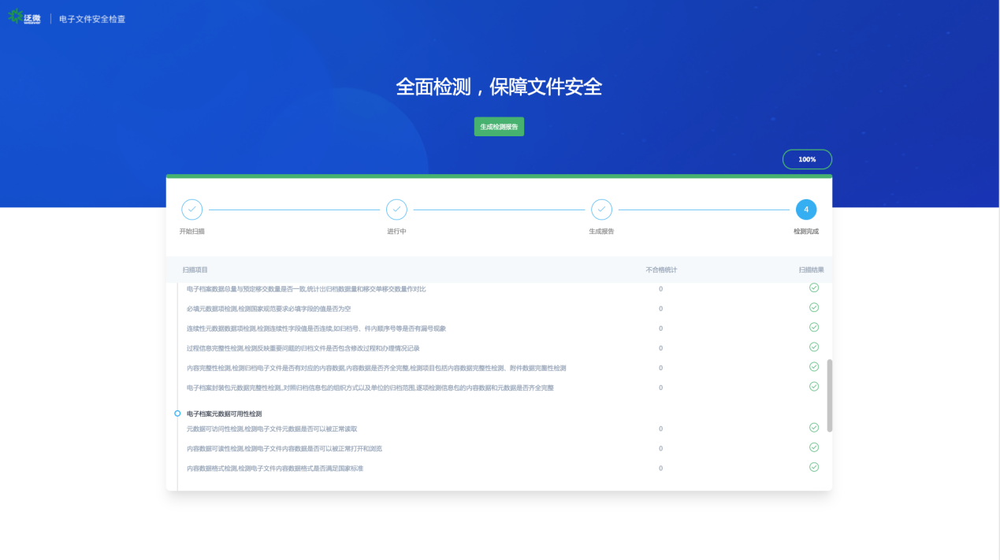 泛微
weaver
电子文件安全检查
全面检测，保障文件安全
生成检测报告
100%
4
开始扫描
进行中
生成报告
检测完成
扫描项目 不合格统计 扫描结果
电子档案数据总量与预定移交数量是否一致,统计出归档数据量和移交单移交数量作对比 0
必填元数据项检测,检测国家规范要求必填字段的值是否为空 0
连续性元数据数据项检测,检测连续性字段值是否连续,如归档号、件内顺序号等是否有漏号现象 0
过程信息完整性检测,检测反映重要问题的归档文件是否包含修改过程和办理情况记录 0
内容完整性检测,检测归档电子文件是否有对应的内容数据,内容数据是否齐全完整,检测项目包括内容数据完整性检测、附件数据完整性检测 0
电子档案封装包元数据完整性检测,,对照归档信息包的组织方式以及单位的归档范围,逐项检测信息包的内容数据和元数据是否齐全完整 0
电子档案元数据可用性检测
元数据可访问性检测,检测电子文件元数据是否可以被正常读取 0
内容数据可读性检测,检测电子文件内容数据是否可以被正常打开和浏览 0
内容数据格式检测,检测电子文件内容数据格式是否满足国家标准 0